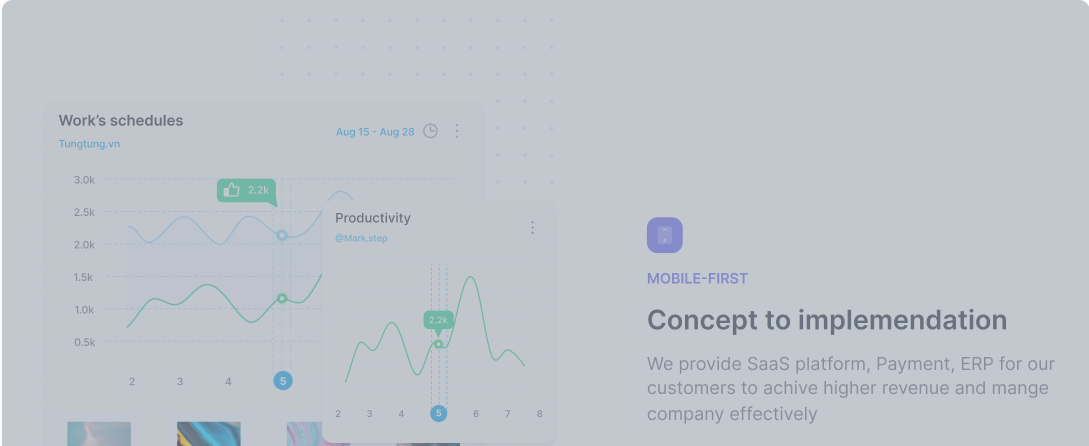 Work's schedules
Tungtung.vn
Aug 15 - Aug 28
3.0k
2.5k
2.0k
1.5k
1.0k
0.5k
2.2k
2 3 4 5
Productivity
@Mark.step
2.2k
2 3 4 5 6 7 8
MOBILE-FIRST
Concept to implemendation
We provide SaaS platform, Payment, ERP for our
customers to achive higher revenue and mange
company effectively